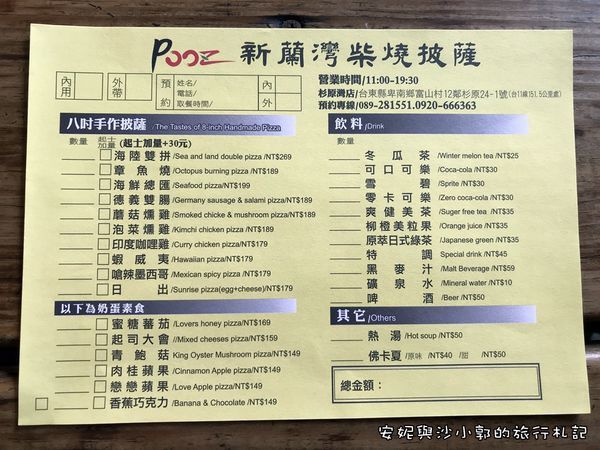 Pooz 新蘭灣柴燒披薩
內用 外帶 預約 姓名/ 電話/ 取餐時間/ 內 外
營業時間/11:00-19:30
杉原灣店/台東縣卑南鄉富山村12鄰杉原24-1號(台11線151.5公里處)
預約專線/089-281551.0920-666363
八吋手作披薩/The Tastes of 8-inch Handmade Pizza
數量 起士加量 (起士加量+30元)
海陸雙拼/Sea and land double pizza/NT$269
章魚燒/Octopus burning pizza/NT$189
海鮮總匯/Seafood pizza/NT$199
德義雙腸/Germany sausage & salami pizza/NT$189
蘑菇燻雞/Smoked chicke & mushroom pizza/NT$189
泡菜燻雞/Kimchi chicken pizza/NT$189
印度咖哩雞/Curry chicken pizza/NT$179
蝦威夷/Hawaiian pizza/NT$179
嗆辣墨西哥/Mexican spicy pizza/NT$179
日出/Sunrise pizza(egg+cheese)/NT$179
以下為奶蛋素食
蜜糖蕃茄/Lovers honey pizza/NT$169
起司大會//Mixed cheeses pizza/NT$159
青鮑菇 King Oyster Mushroom pizza/NT$149
肉桂蘋果/Cinnamon Apple pizza/NT$149
戀戀蘋果/Love Apple pizza/NT$149
香蕉巧克力/Banana & Chocolate /NT$149
飲料/Drink
數量
冬瓜茶/Winter melon tea/NT$25
可口可樂/Coca-cola/NT$30
雪碧/Sprite/NT$30
零卡可樂/Zero coca-cola/NT$30
爽健美茶/Suger free tea /NT$35
柳橙美粒果/Orange juice/NT$35
原萃日式綠茶/Japanese green/NT$35
特調 Special drink/NT$45
黑麥汁/Malt Beverage/NT$59
礦泉水/Mineral water/NT$10
啤酒/Beer/NT$50
其它/Others
熱湯/Hot soup/NT$50
佛卡夏/原味 /NT$40 /甜 /NT$50
總金額：
安妮與沙小郭的旅行札記